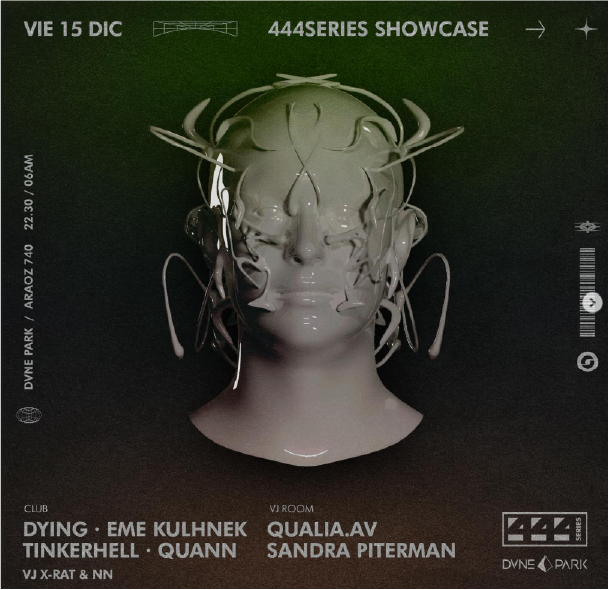 VIE 15 DIC
444SERIES SHOWCASE
DVNE PARK / ARAOZ 740 22.30 / 06AM
CLUB
DYING · EME KULHNEK
TINKERHELL · QUANN
VJ X-RAT & NN
VJ ROOM
QUALIA.AV
SANDRA PITERMAN
444 SERIES
DVNE PARK